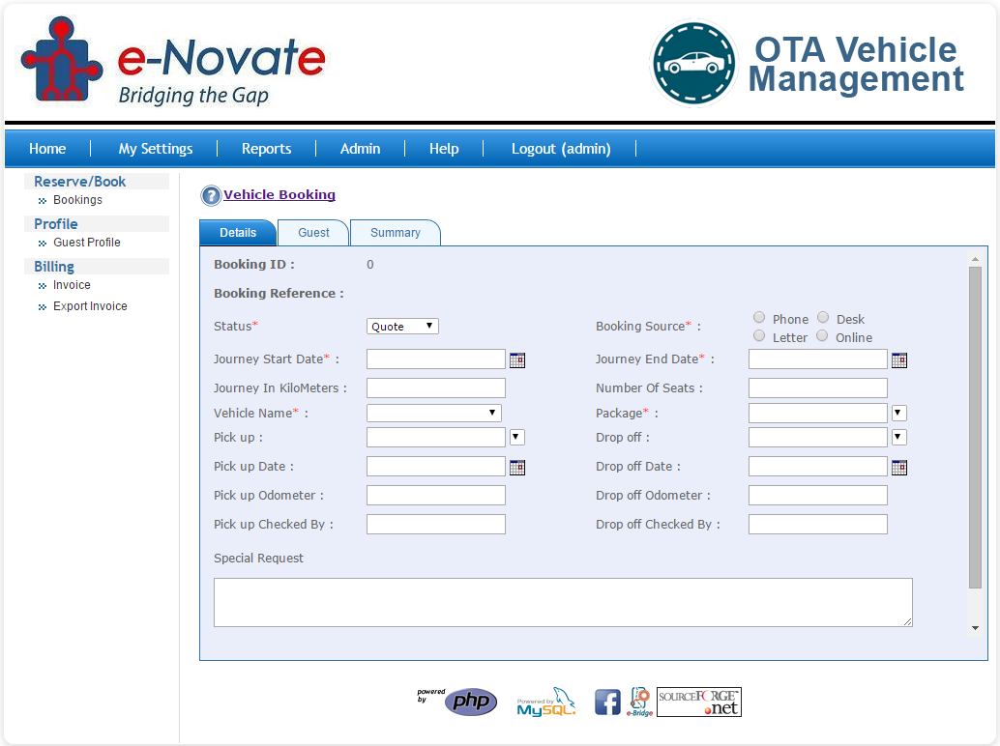 e-Novate
Bridging the Gap
OTA Vehicle
Management
Home My Settings Reports Admin Help Logout (admin)
Reserve/Book
Bookings
Profile
Guest Profile
Billing
Invoice
Export Invoice
? Vehicle Booking
Details Guest Summary
Booking ID : 0
Booking Reference :
Status* Quote Booking Source* : Phone Desk
Letter Online
Journey Start Date* : Journey End Date* :
Journey In KiloMeters : Number Of Seats :
Vehicle Name* : Package* :
Pick up : Drop off :
Pick up Date : Drop off Date :
Pick up Odometer : Drop off Odometer :
Pick up Checked By : Drop off Checked By :
Special Request
powered by php Powered by MySQL. f e-Bridge SOURCEFORGE™ .net